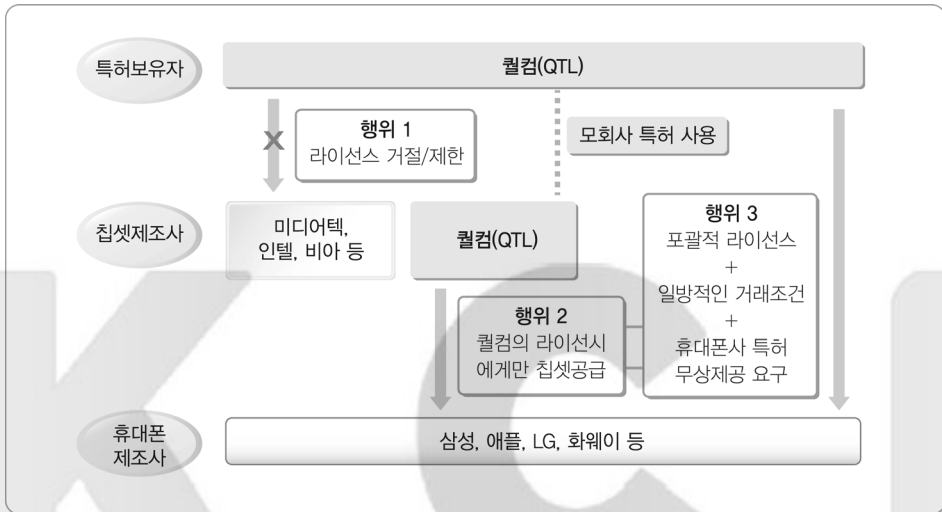 특허보유자
퀄컴(QTL)
행위 1
라이선스 거절/제한
모회사 특허 사용
칩셋제조사
미디어텍,
인텔, 비아 등
퀄컴(QTL)
행위 3
포괄적 라이선스
+
일방적인 거래조건
+
휴대폰사 특허
무상제공 요구
행위 2
퀄컴의 라이선시
에게만 칩셋공급
휴대폰
제조사
삼성, 애플, LG, 화웨이 등